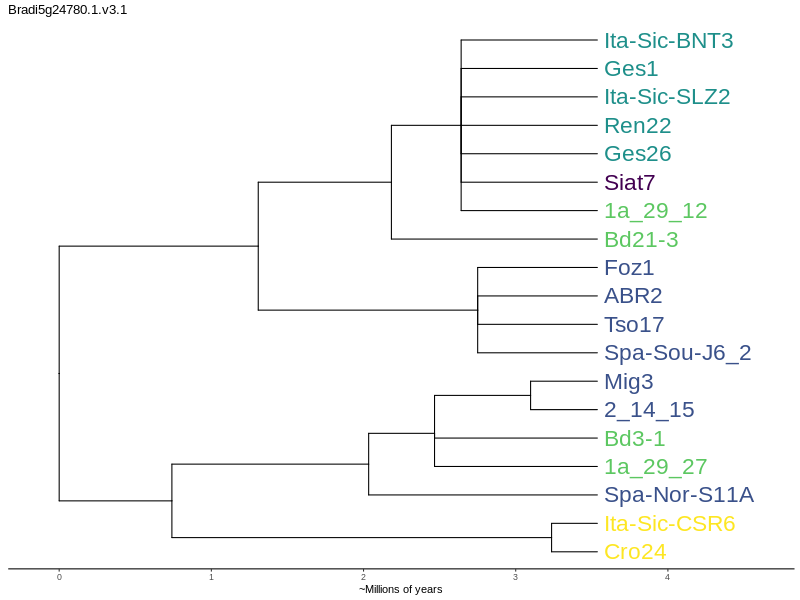 Bradi5g24780.1.v3.1
Ita-Sic-BNT3
Ges1
Ita-Sic-SLZ2
Ren22
Ges26
Siat7
1a_29_12
Bd21-3
Foz1
ABR2
Tso17
Spa-Sou-J6_2
Mig3
2_14_15
Bd3-1
1a_29_27
Spa-Nor-S11A
Ita-Sic-CSR6
Cro24
0 1 2 3 4
~Millions of years